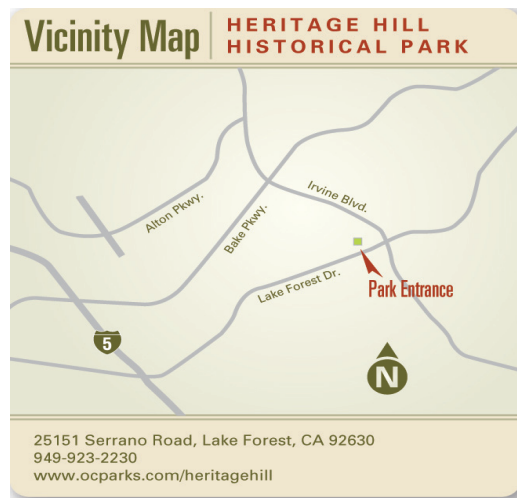 Vicinity Map
HERITAGE HILL
HISTORICAL PARK
Irvine Blvd.
Alton Pkwy.
Bake Pkwy.
Lake Forest Dr.
Park Entrance
5
N
25151 Serrano Road, Lake Forest, CA 92630
949-923-2230
www.ocparks.com/heritagehill